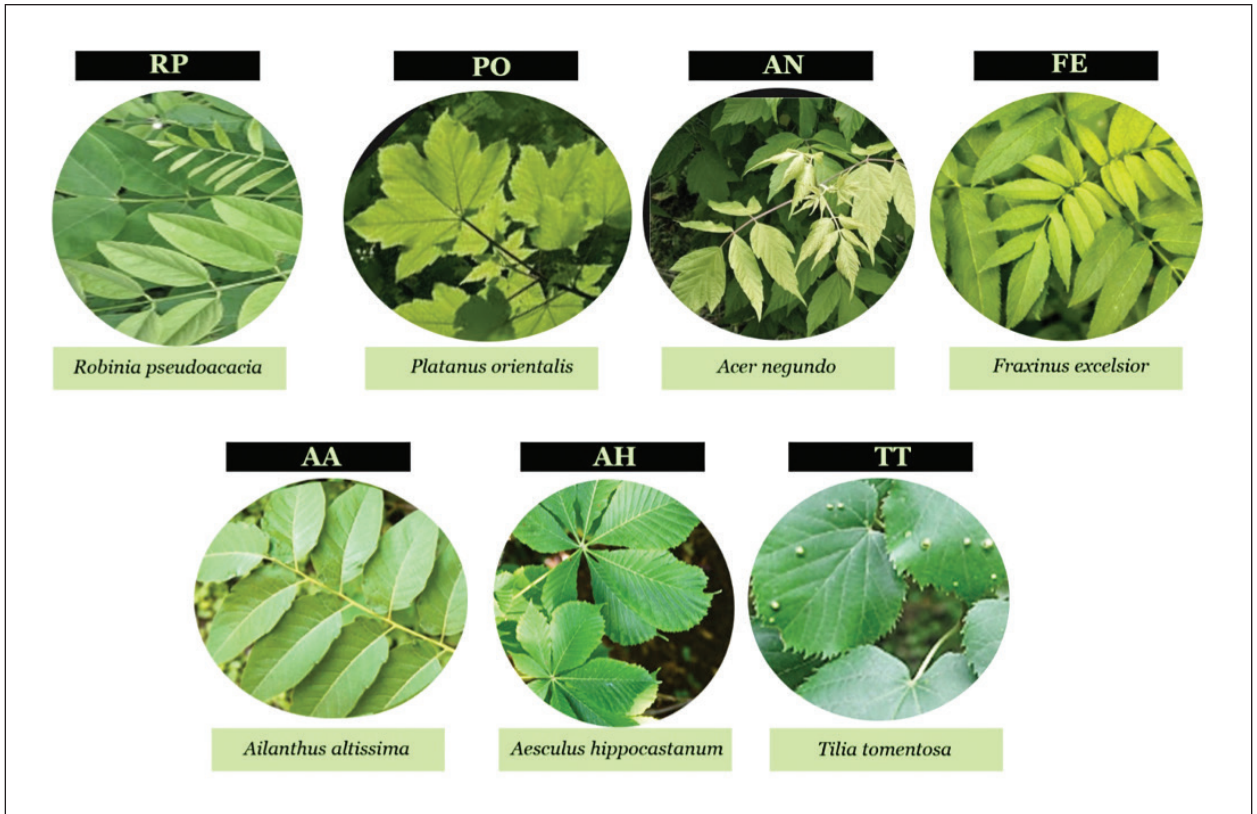 RP
PO
AN
FE
Robinia pseudoacacia
Platanus orientalis
Acer negundo
Fraxinus excelsior
AA
AH
TT
Ailanthus altissima
Aesculus hippocastanum
Tilia tomentosa